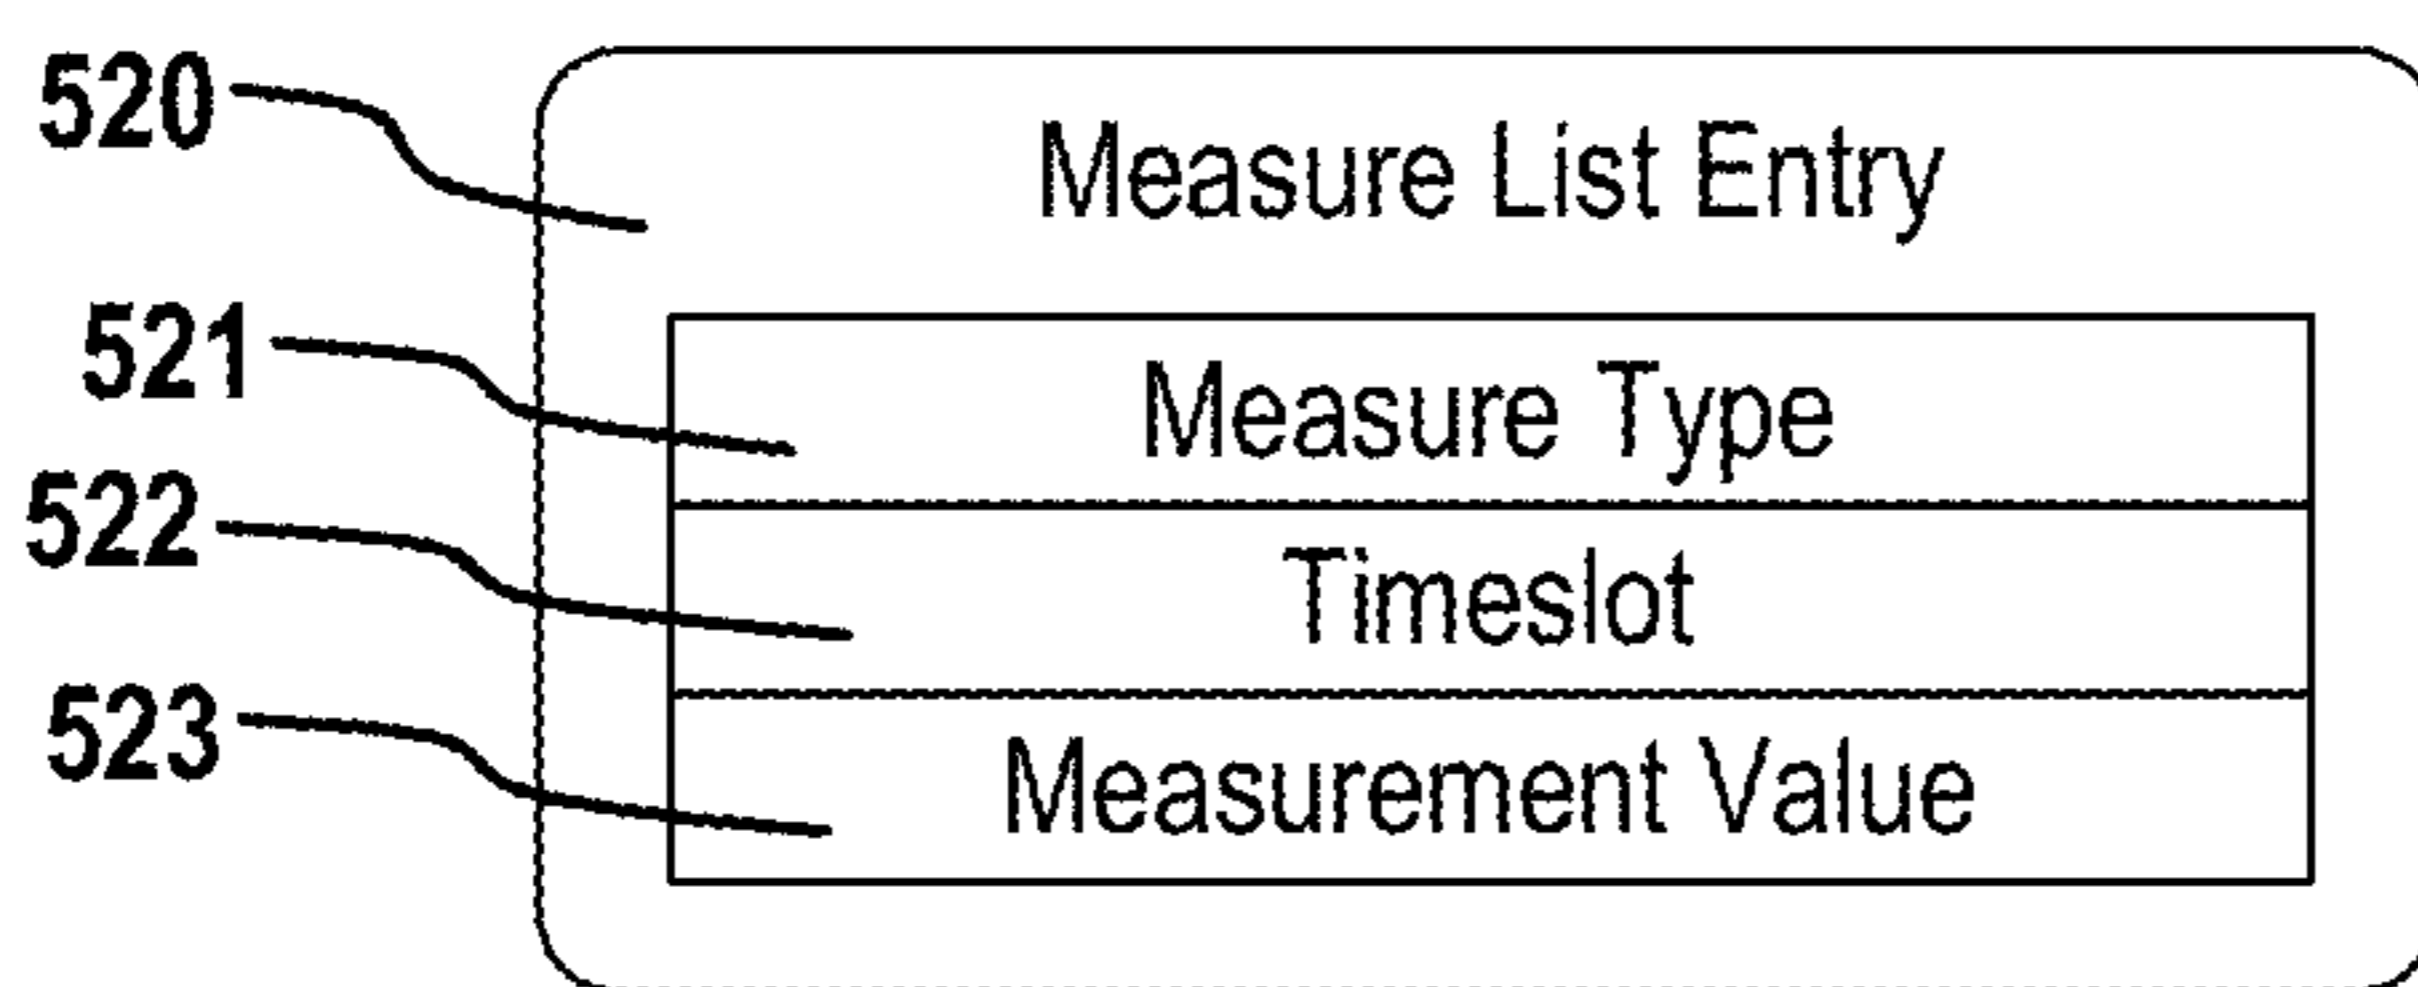 520 Measure List Entry
521 Measure Type
522 Timeslot
523 Measurement Value